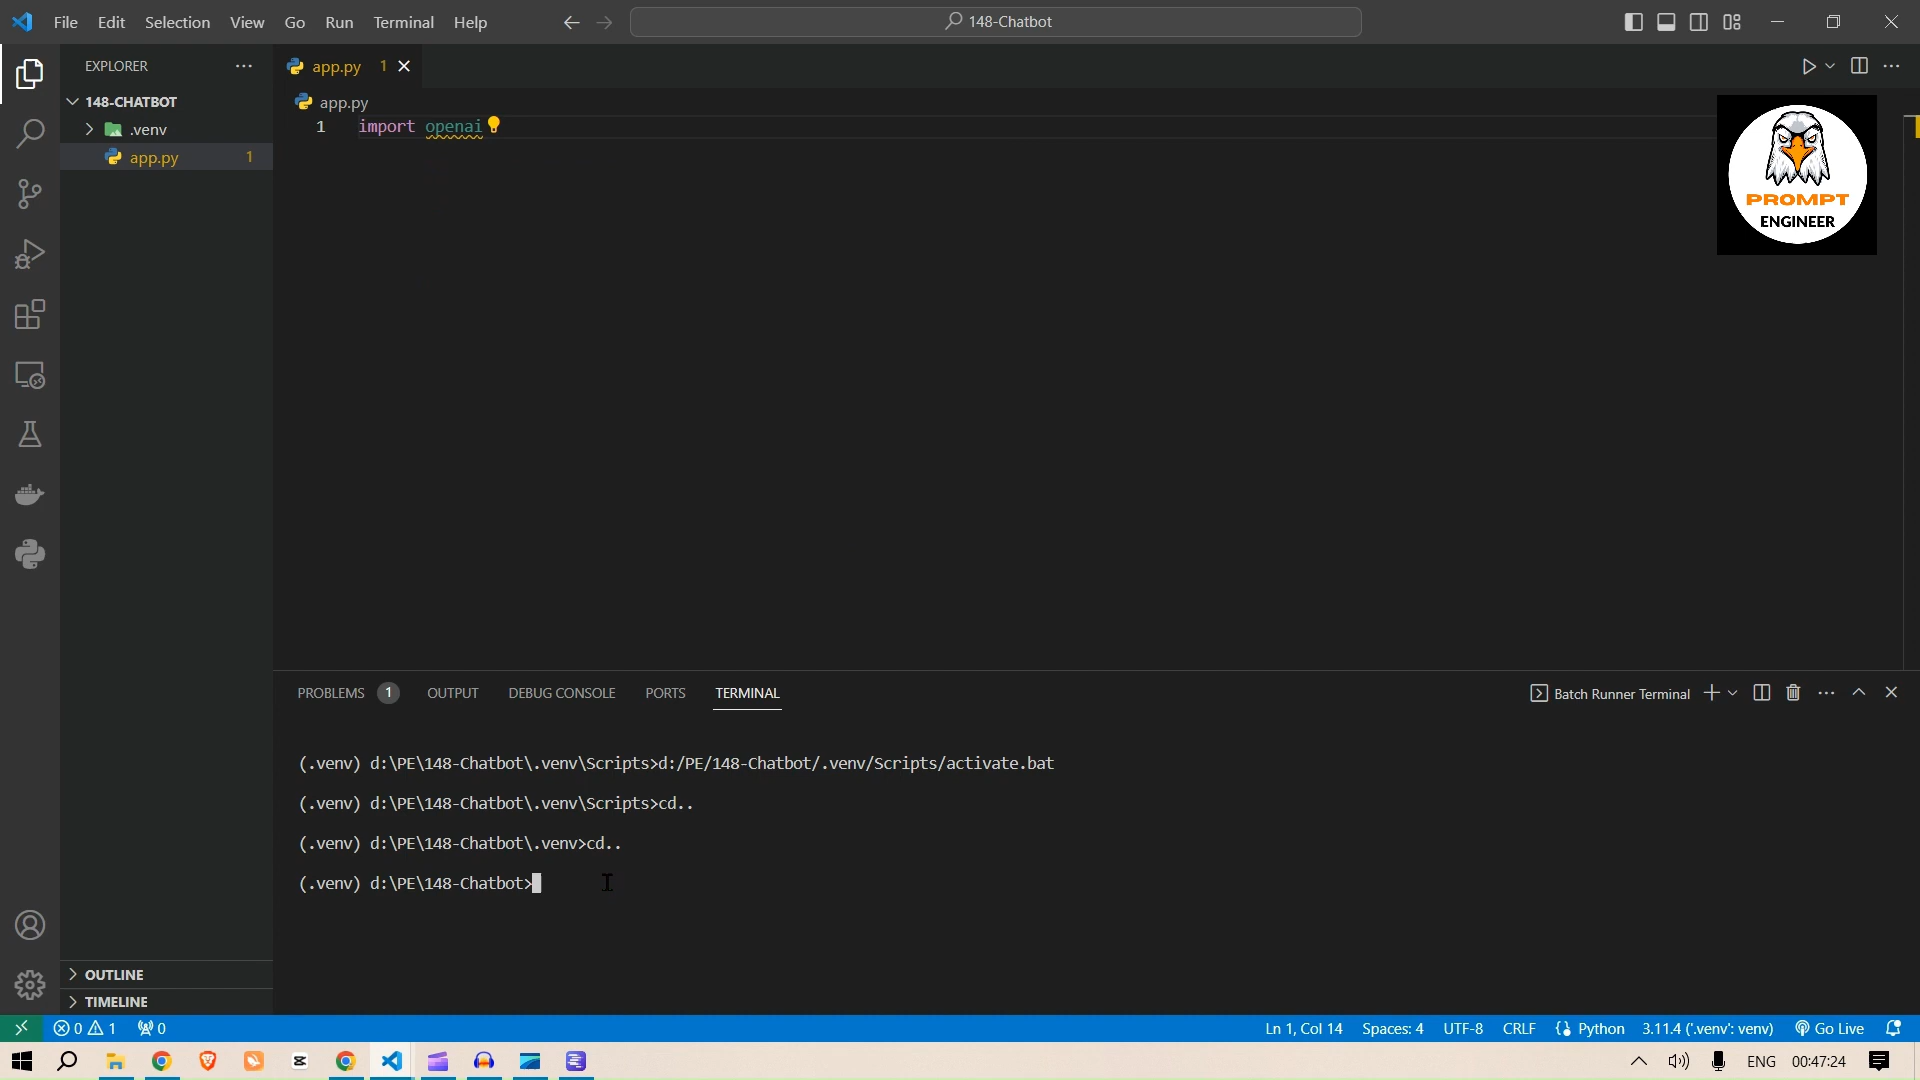 File Edit Selection View Go Run Terminal Help
148-Chatbot
EXPLORER
148-CHATBOT
.venv
app.py 1
OUTLINE
TIMELINE
app.py 1
app.py
1 import openai
PROMPT
ENGINEER
PROBLEMS 1 OUTPUT DEBUG CONSOLE PORTS TERMINAL
Batch Runner Terminal
(.venv) d:\PE\148-Chatbot\.venv\Scripts>d:/PE/148-Chatbot/.venv/Scripts/activate.bat
(.venv) d:\PE\148-Chatbot\.venv\Scripts>cd..
(.venv) d:\PE\148-Chatbot\.venv>cd..
(.venv) d:\PE\148-Chatbot>
0 1 0
Ln 1, Col 14 Spaces: 4 UTF-8 CRLF Python 3.11.4 ('.venv': venv) Go Live
ENG 00:47:24